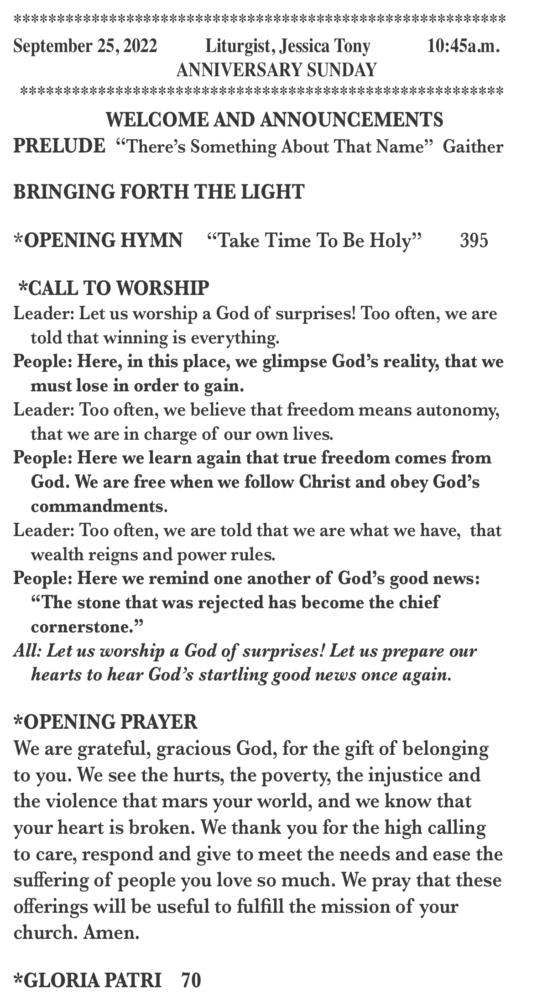 *********************************************************
September 25, 2022 Liturgist, Jessica Tony 10:45a.m.
ANNIVERSARY SUNDAY
********************************************************
WELCOME AND ANNOUNCEMENTS
PRELUDE “There’s Something About That Name” Gaither
BRINGING FORTH THE LIGHT
*OPENING HYMN “Take Time To Be Holy” 395
*CALL TO WORSHIP
Leader: Let us worship a God of surprises! Too often, we are
told that winning is everything.
People: Here, in this place, we glimpse God’s reality, that we
must lose in order to gain.
Leader: Too often, we believe that freedom means autonomy,
that we are in charge of our own lives.
People: Here we learn again that true freedom comes from
God. We are free when we follow Christ and obey God’s
commandments.
Leader: Too often, we are told that we are what we have, that
wealth reigns and power rules.
People: Here we remind one another of God’s good news:
“The stone that was rejected has become the chief
cornerstone.”
All: Let us worship a God of surprises! Let us prepare our
hearts to hear God’s startling good news once again.
*OPENING PRAYER
We are grateful, gracious God, for the gift of belonging
to you. We see the hurts, the poverty, the injustice and
the violence that mars your world, and we know that
your heart is broken. We thank you for the high calling
to care, respond and give to meet the needs and ease the
suffering of people you love so much. We pray that these
offerings will be useful to fulfill the mission of your
church. Amen.
*GLORIA PATRI 70